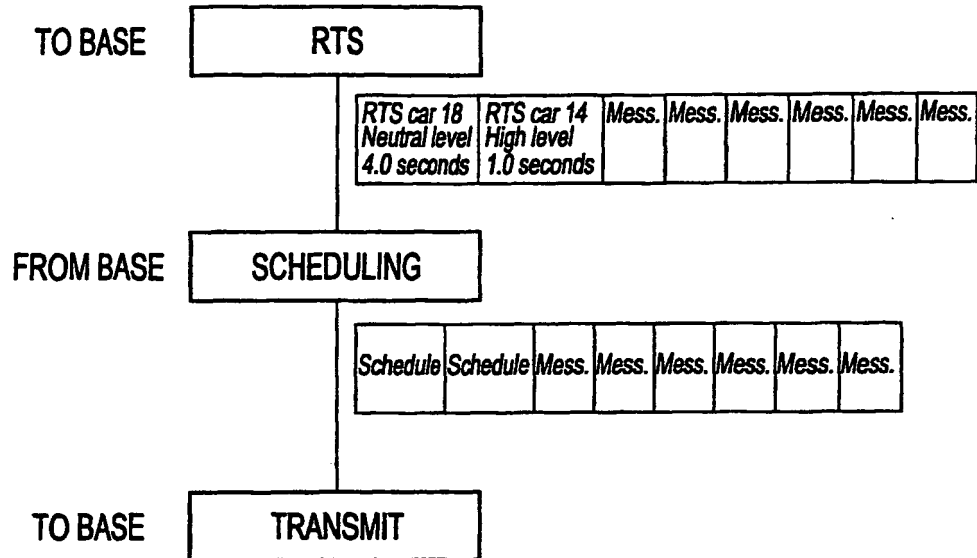 TO BASE
RTS
RTS car 18
Neutral level
4.0 seconds
RTS car 14
High level
1.0 seconds
Mess. Mess. Mess. Mess. Mess. Mess.
FROM BASE
SCHEDULING
Schedule Schedule Mess. Mess. Mess. Mess. Mess. Mess.
TO BASE
TRANSMIT